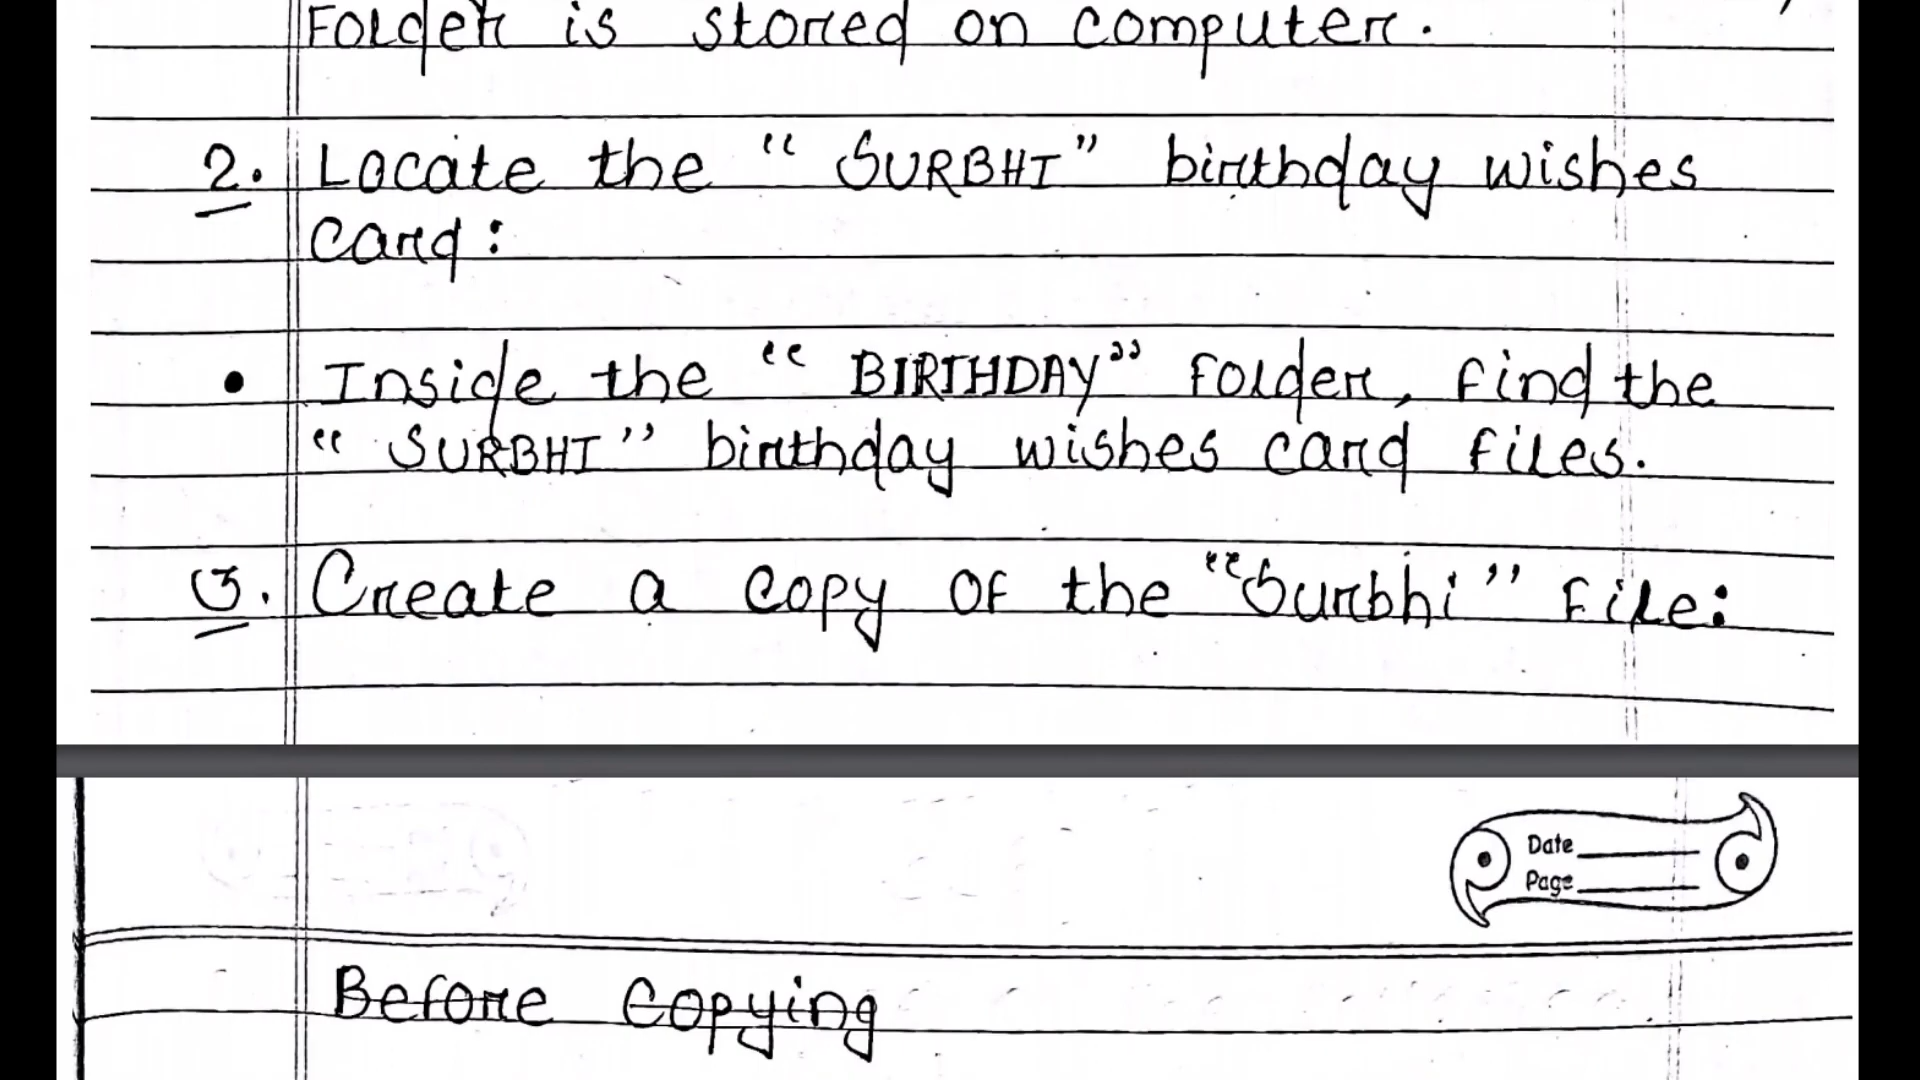 Folder is stored on computer.
2. Locate the "SURBHI" birthday wishes
card:
• Inside the "BIRTHDAY" folder, find the
"SURBHI" birthday wishes card files.
3. Create a copy of the "Surbhi" file:
Date
Page
Before Copying